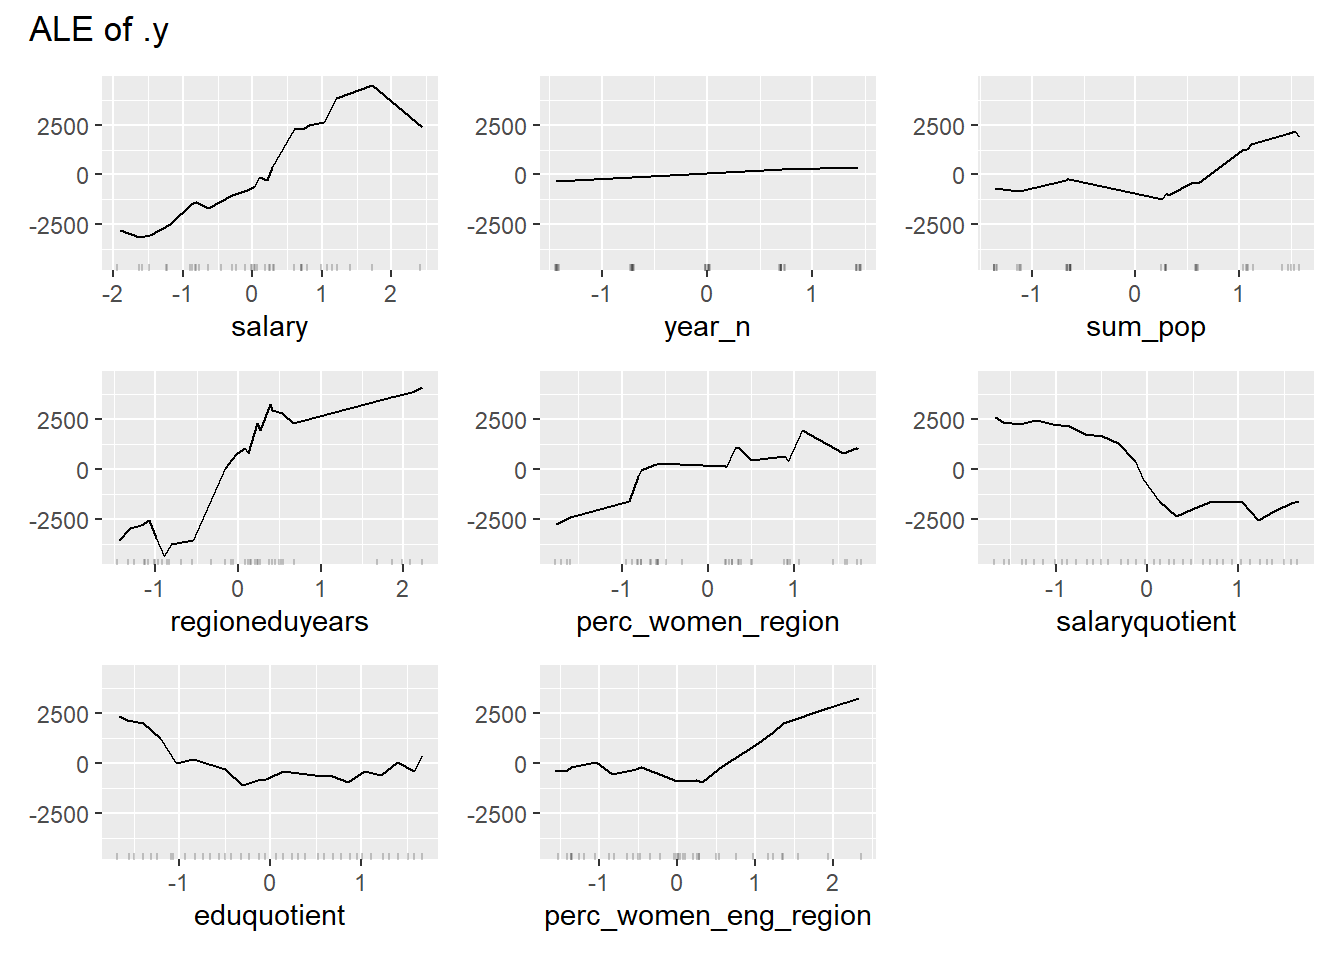 ALE of .y
2500 2500 2500
0 0 0
-2500 -2500 -2500
-2 -1 0 1 2 -1 0 1 -1 0 1
salary year_n sum_pop
2500 2500 2500
0 0 0
-2500 -2500 -2500
-1 0 1 2 -1 0 1 -1 0 1
regioneduyears perc_women_region salaryquotient
2500 2500
0 0
-2500 -2500
-1 0 1 -1 0 1 2
eduquotient perc_women_eng_region